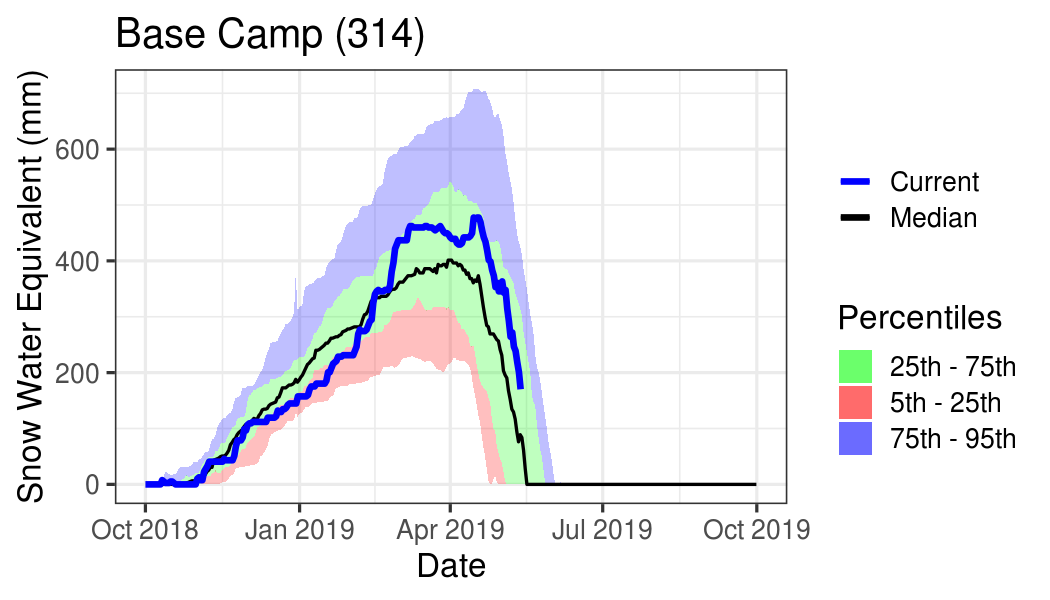 Base Camp (314)
Snow Water Equivalent (mm)
600
400
200
0
Oct 2018
Jan 2019
Apr 2019
Jul 2019
Oct 2019
Date
Current
Median
Percentiles
25th - 75th
5th - 25th
75th - 95th